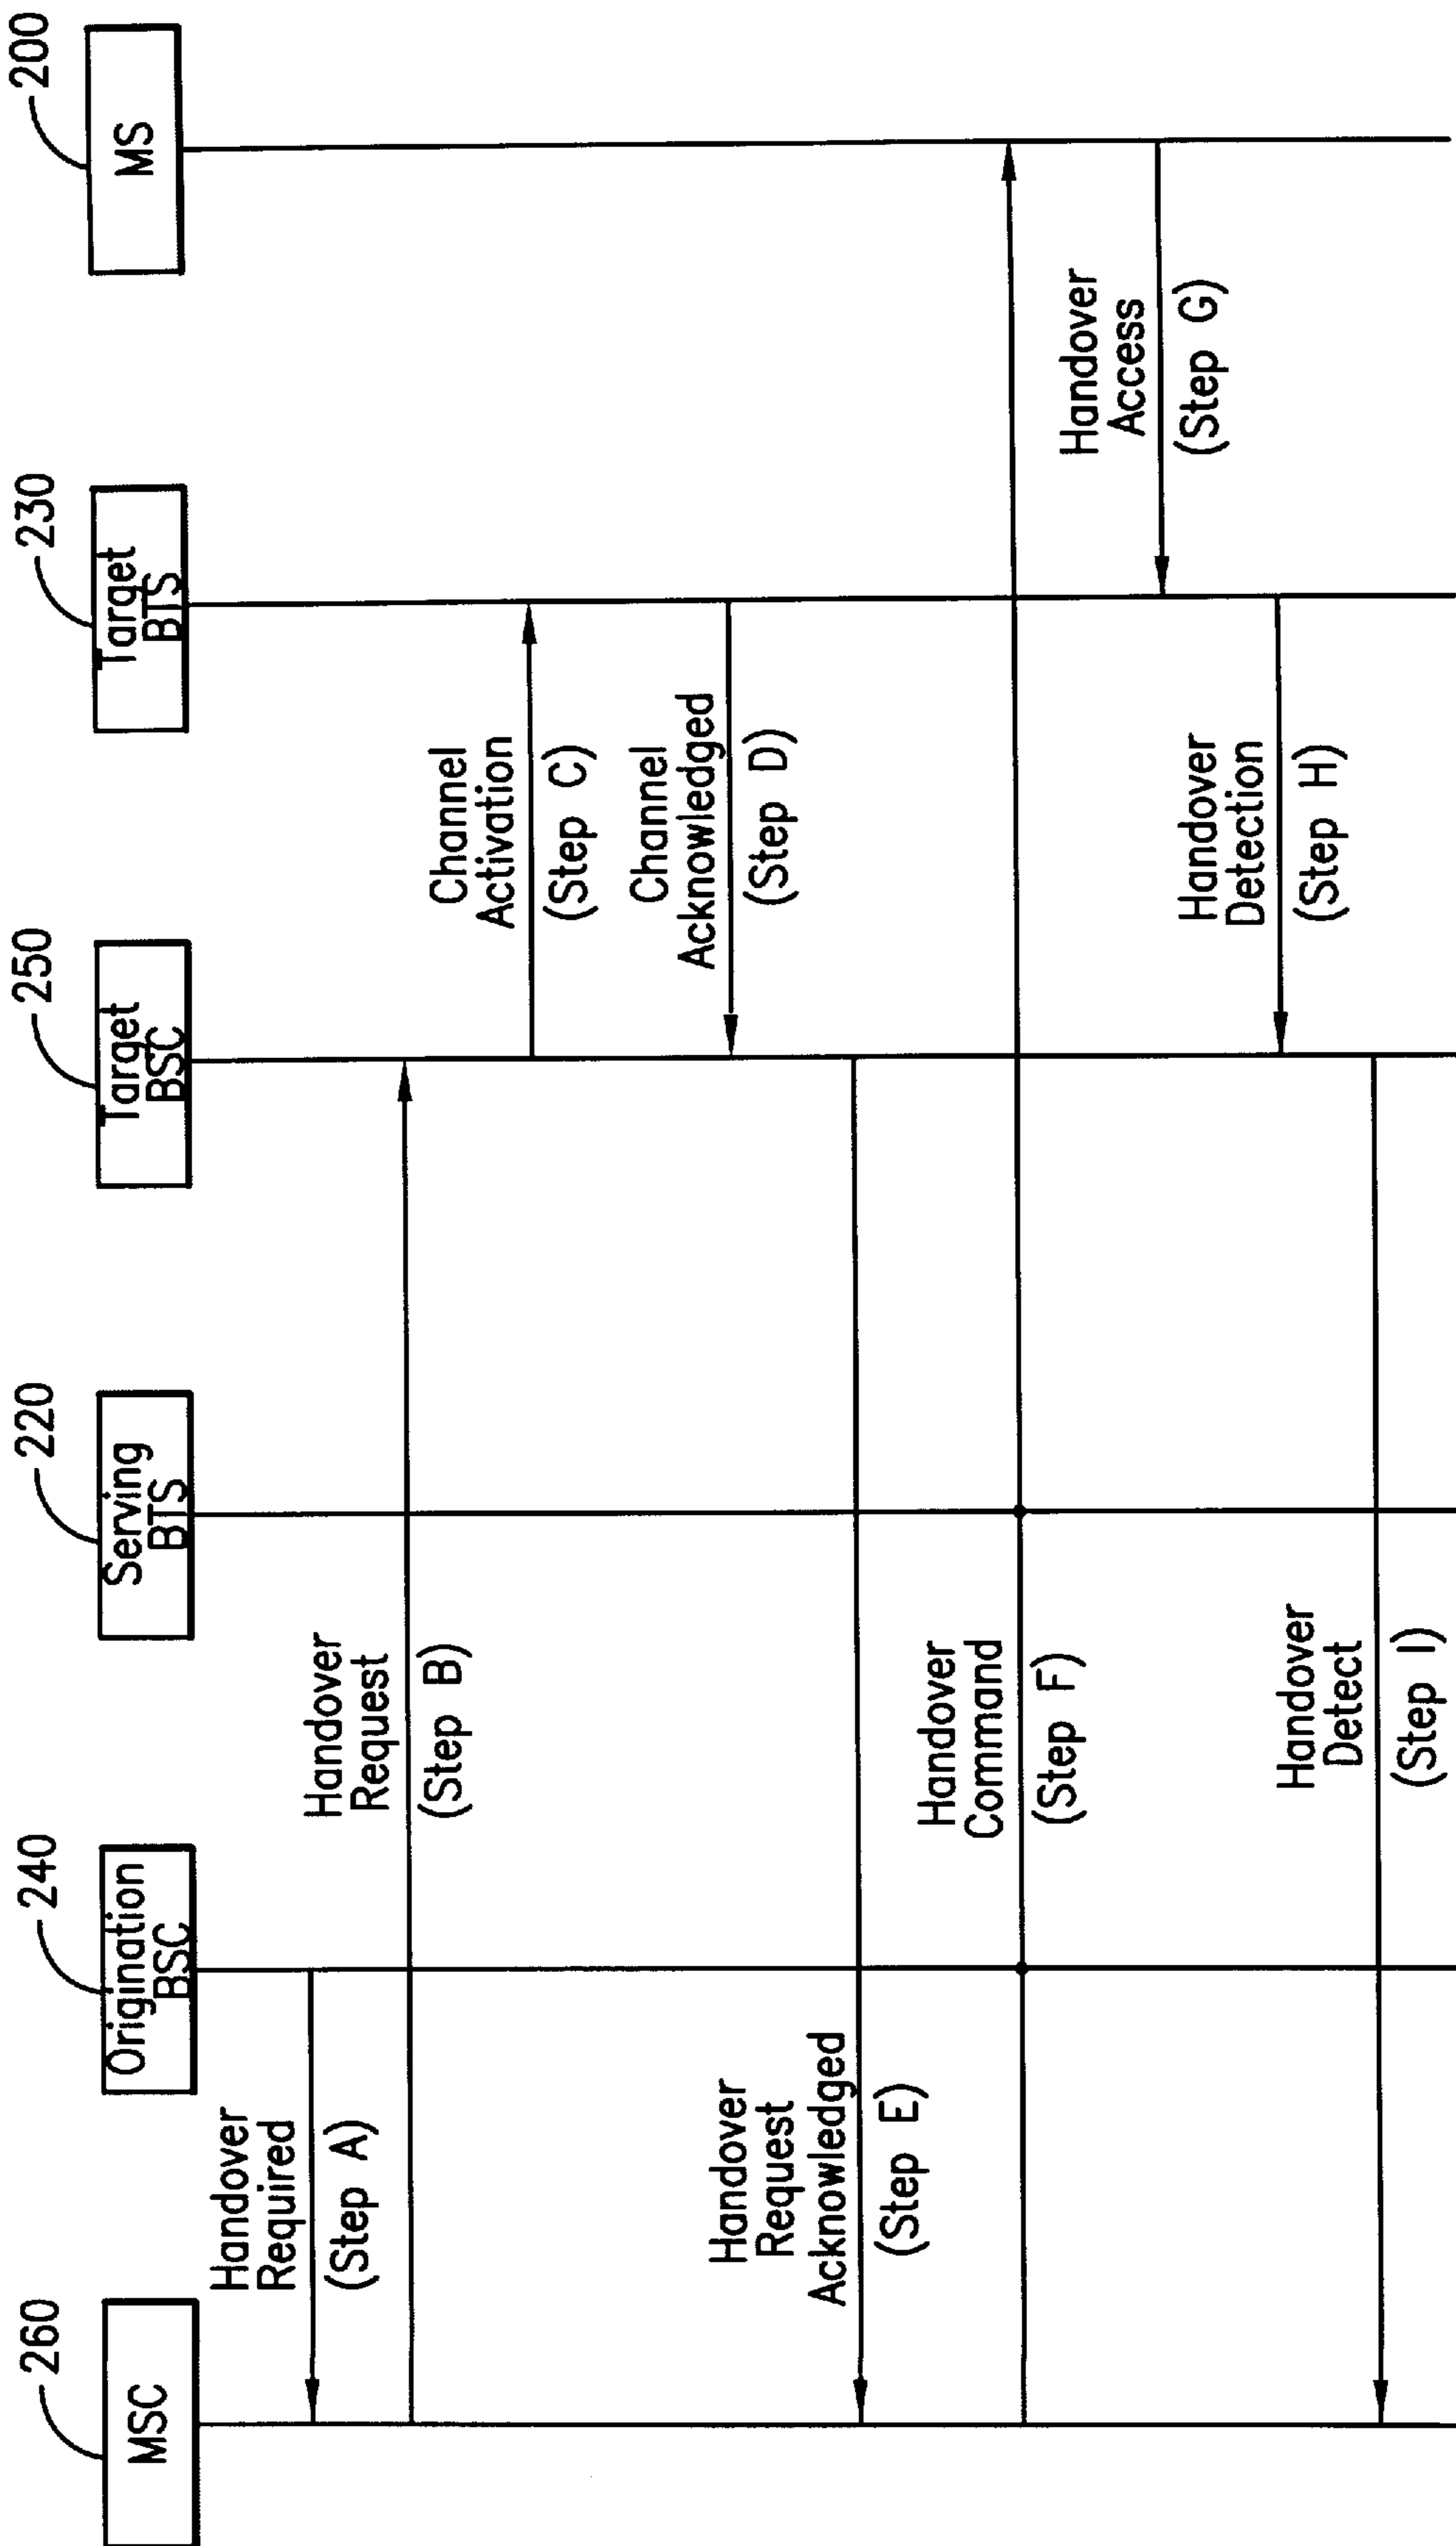 260
MSC
240
Origination
BSC
220
Serving
BTS
250
Target
BSC
230
Target
BTS
200
MS
Handover
Required
(Step A)
Handover
Request
(Step B)
Channel
Activation
(Step C)
Channel
Acknowledged
(Step D)
Handover
Request
Acknowledged
(Step E)
Handover
Command
(Step F)
Handover
Access
(Step G)
Handover
Detection
(Step H)
Handover
Detect
(Step I)